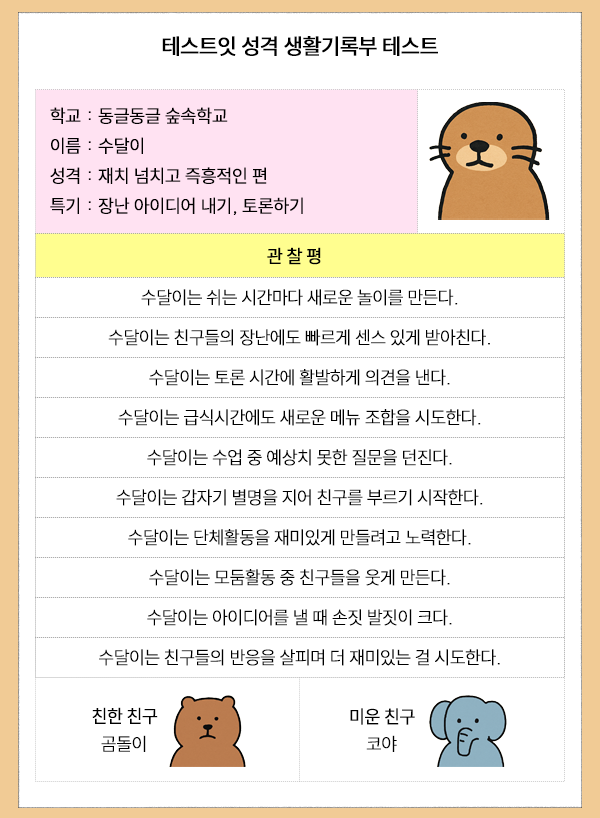 테스트잇 성격 생활기록부 테스트
학교 : 동글동글 숲속학교
이름 : 수달이
성격 : 재치 넘치고 즉흥적인 편
특기 : 장난 아이디어 내기, 토론하기
관 찰 평
수달이는 쉬는 시간마다 새로운 놀이를 만든다.
수달이는 친구들의 장난에도 빠르게 센스 있게 받아친다.
수달이는 토론 시간에 활발하게 의견을 낸다.
수달이는 급식시간에도 새로운 메뉴 조합을 시도한다.
수달이는 수업 중 예상치 못한 질문을 던진다.
수달이는 갑자기 별명을 지어 친구를 부르기 시작한다.
수달이는 단체활동을 재미있게 만들려고 노력한다.
수달이는 모둠활동 중 친구들을 웃게 만든다.
수달이는 아이디어를 낼 때 손짓 발짓이 크다.
수달이는 친구들의 반응을 살피며 더 재미있는 걸 시도한다.
친한 친구
곰돌이
미운 친구
코야